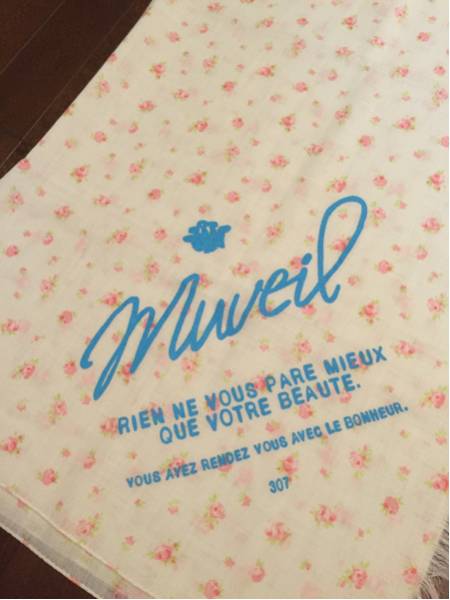 Muveil
RIEN NE VOUS PARE MIEUX
QUE VOTRE BEAUTE.
VOUS AVEZ RENDEZ VOUS AVEC LE BONHEUR.
307